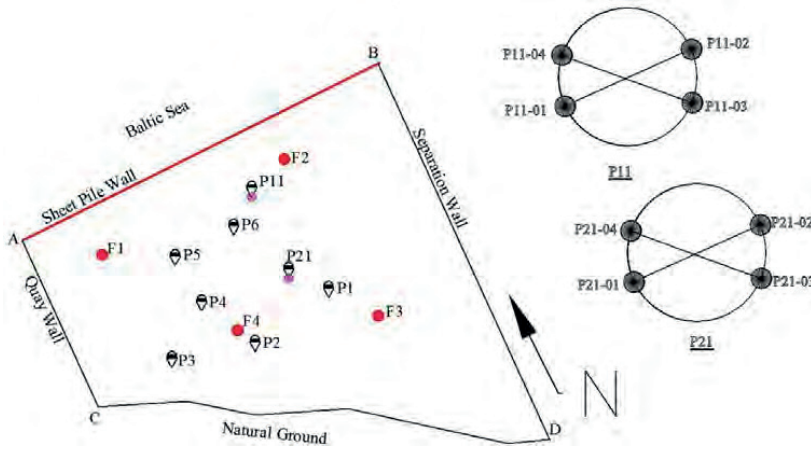 B
Baltic Sea
Sheet Pile Wall
Separation Wall
F2
P11
P6
A
F1
P5
P21
P1
Quay Wall
P4
F4
F3
P2
P3
C
Natural Ground
D
N
P11-04
P11-02
P11-01
P11-03
P11
P21-04
P21-02
P21-01
P21-03
P21